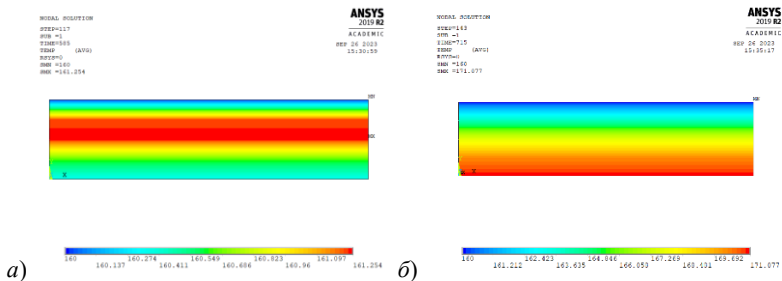 NODAL SOLUTION
STEP=117
SUB =1
TIME=585
TEMP (AVG)
RSYS=0
SMN =160
SMX =161.254
ANSYS
2019 R2
ACADEMIC
SEP 26 2023
15:30:59
MN
MX
X
160
160.137
160.274
160.411
160.549
160.686
160.823
160.96
161.097
161.254
а)
NODAL SOLUTION
STEP=143
SUB =1
TIME=715
TEMP (AVG)
RSYS=0
SMN =160
SMX =171.077
ANSYS
2019 R2
ACADEMIC
SEP 26 2023
15:35:17
MN
X
160
161.212
162.423
163.635
164.846
166.053
167.269
168.431
169.692
171.077
б)